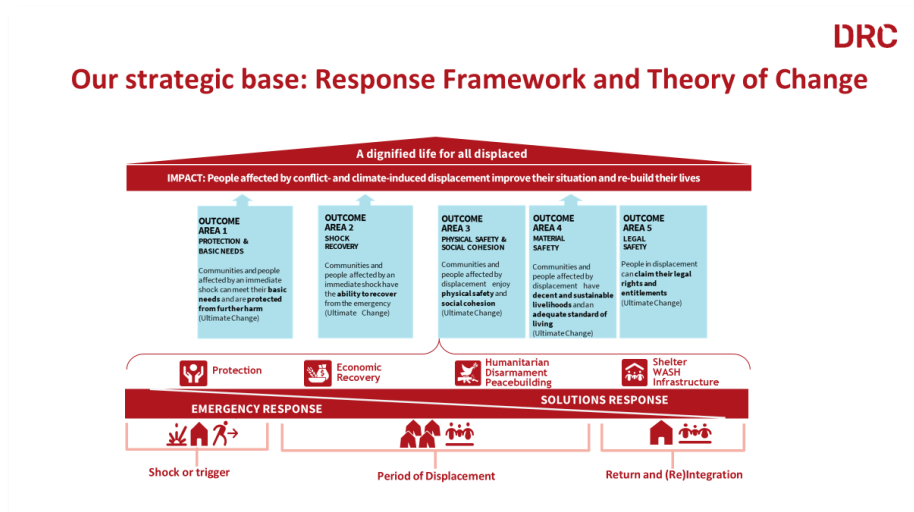 DRC
Our strategic base: Response Framework and Theory of Change
A dignified life for all displaced
IMPACT: People affected by conflict- and climate-induced displacement improve their situation and re-build their lives
OUTCOME
AREA 1
PROTECTION &
BASIC NEEDS
Communities and people
affected by an immediate
shock can meet their basic
needs and are protected
from further harm
(Ultimate Change)
OUTCOME
AREA 2
SHOCK
RECOVERY
Communities and
people affected by an
immediate shock have
the ability to recover
from the emergency
(Ultimate Change)
OUTCOME
AREA 3
PHYSICAL SAFETY &
SOCIAL COHESION
Communities and
people affected by
displacement enjoy
physical safety and
social cohesion
(Ultimate Change)
OUTCOME
AREA 4
MATERIAL
SAFETY
Communities and
people affected by
displacement have
decent and sustainable
livelihoods and an
adequate standard of
living
(Ultimate Change)
OUTCOME
AREA 5
LEGAL
SAFETY
People in displacement
can claim their legal
rights and
entitlements
(Ultimate Change)
Protection
Economic
Recovery
Humanitarian
Disarmament
Peacebuilding
Shelter
WASH
Infrastructure
EMERGENCY RESPONSE
SOLUTIONS RESPONSE
Shock or trigger
Period of Displacement
Return and (Re)Integration